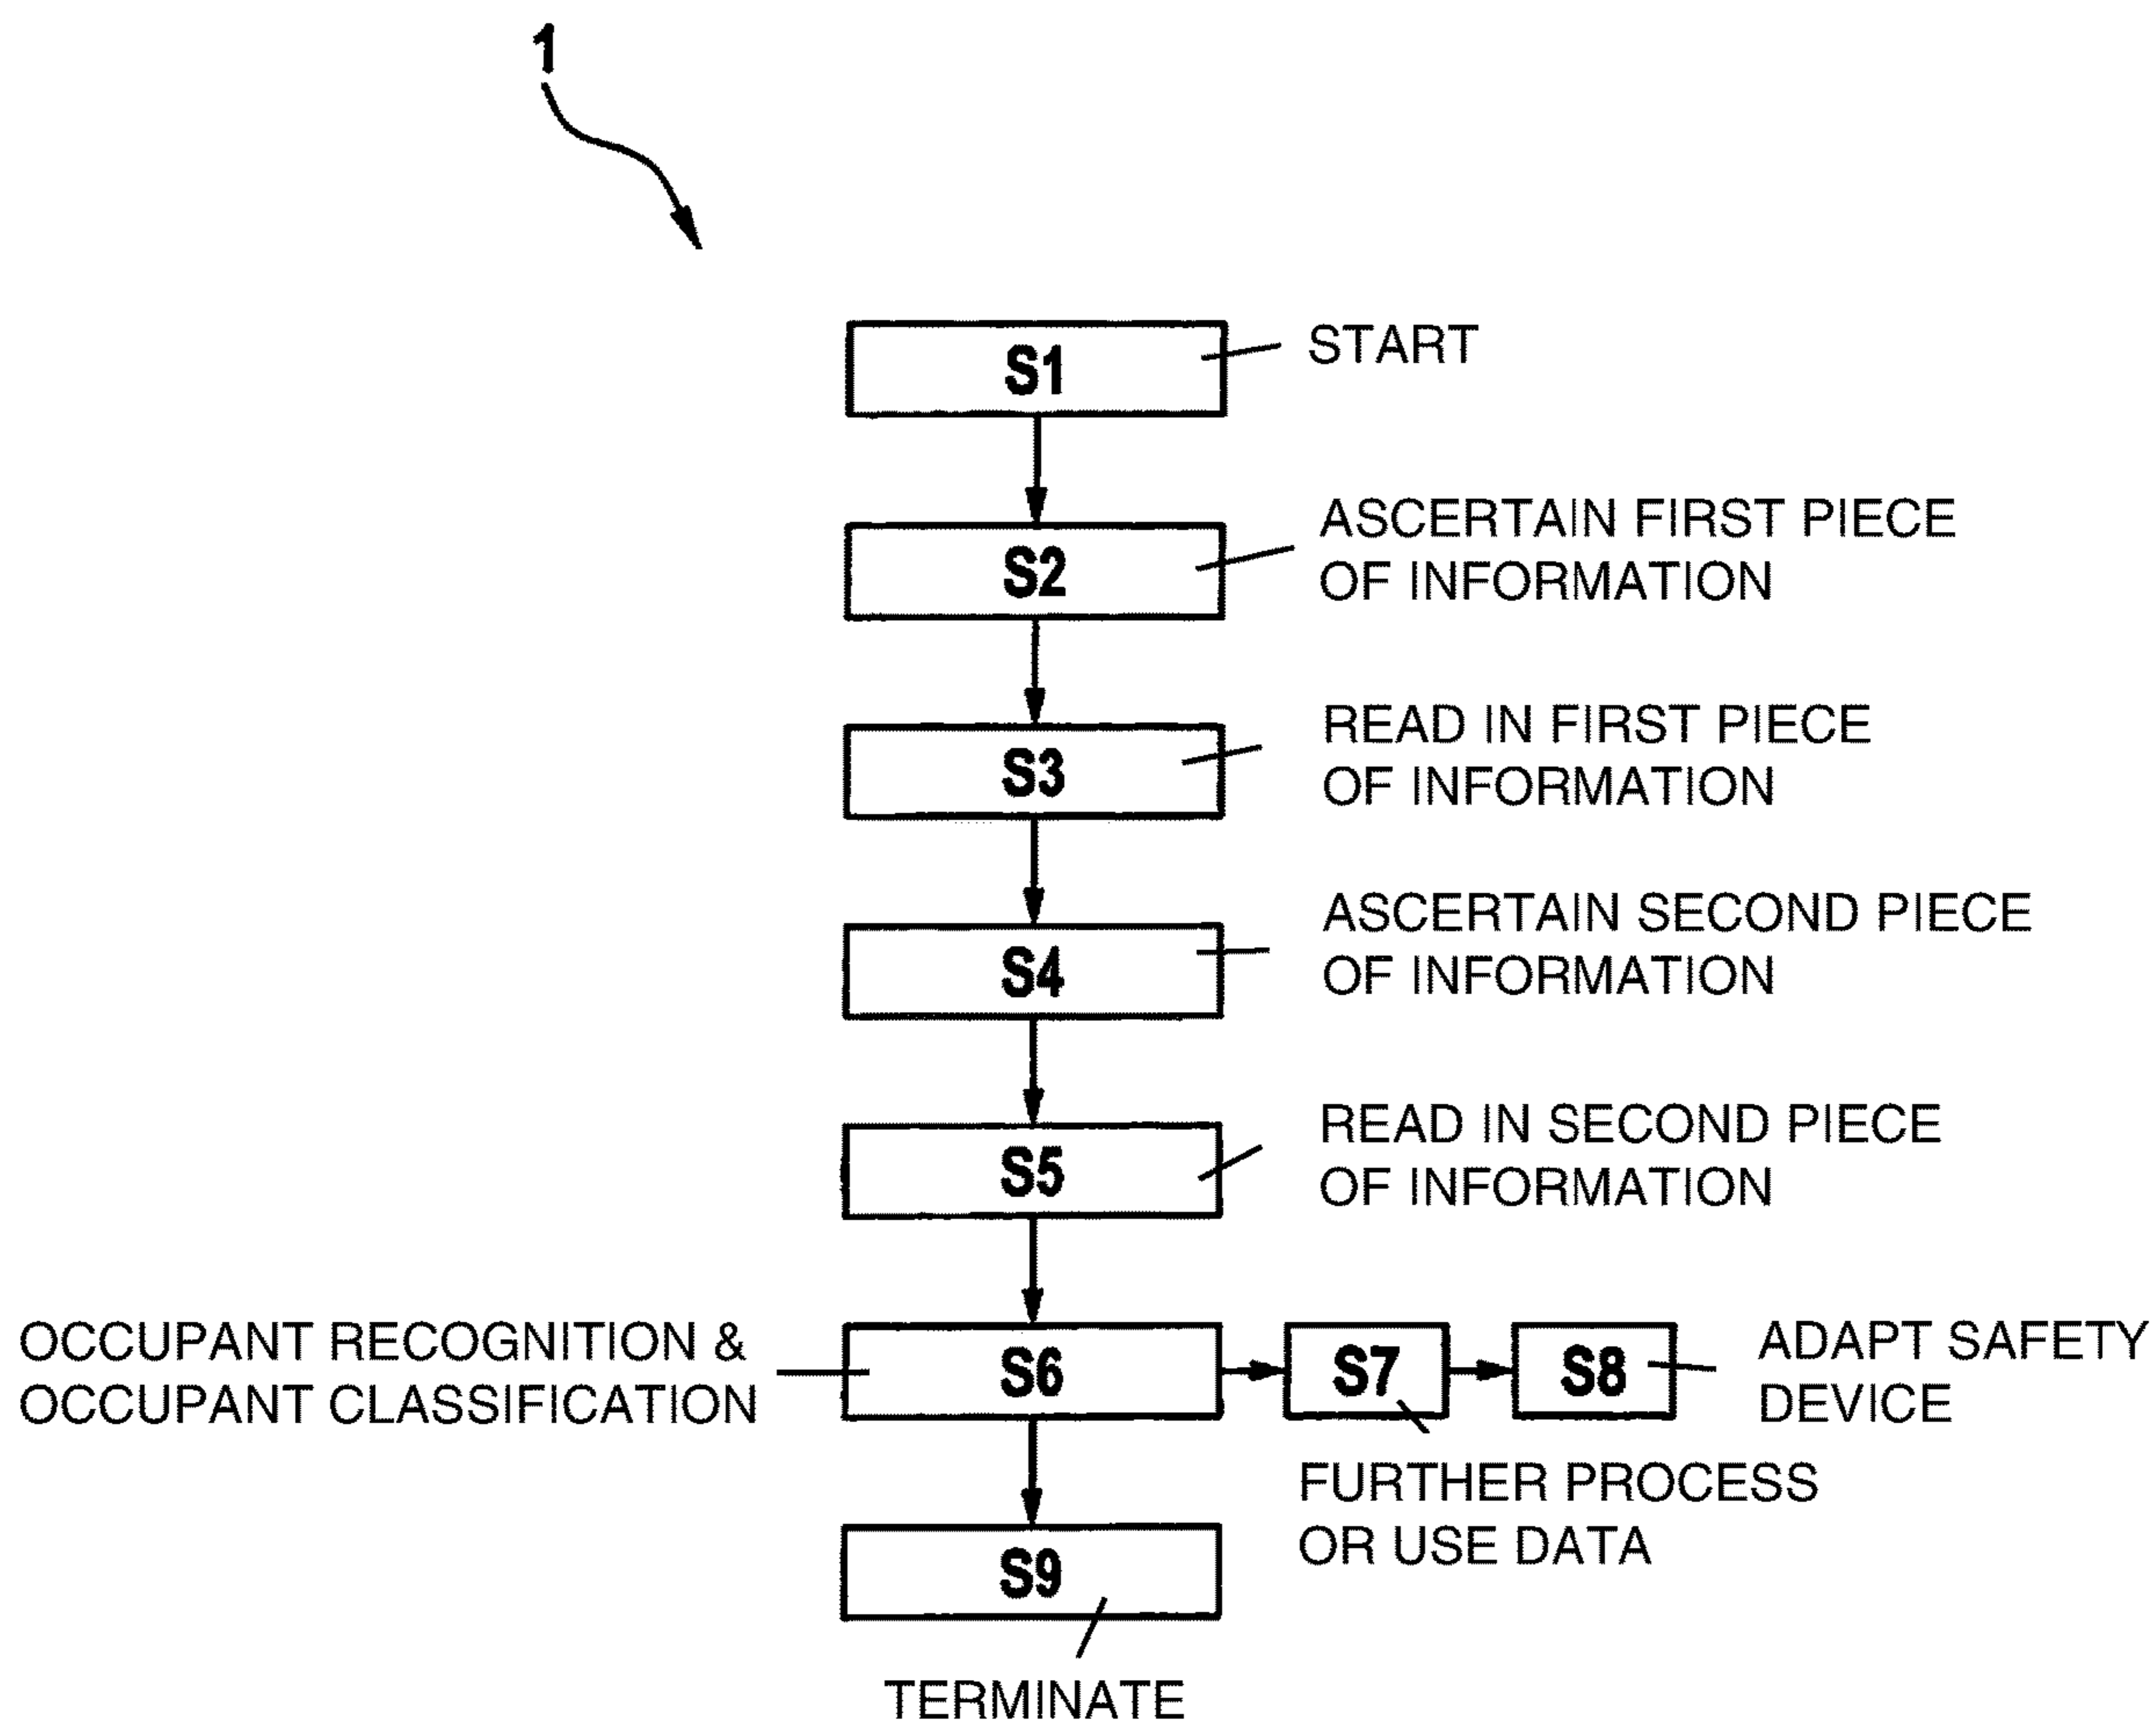 1
S1
START
S2
ASCERTAIN FIRST PIECE
OF INFORMATION
S3
READ IN FIRST PIECE
OF INFORMATION
S4
ASCERTAIN SECOND PIECE
OF INFORMATION
S5
READ IN SECOND PIECE
OF INFORMATION
OCCUPANT RECOGNITION &
OCCUPANT CLASSIFICATION
S6
S7
S8
ADAPT SAFETY
DEVICE
FURTHER PROCESS
OR USE DATA
S9
TERMINATE